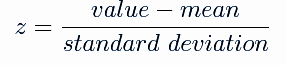 z = (value − mean) / (standard deviation)